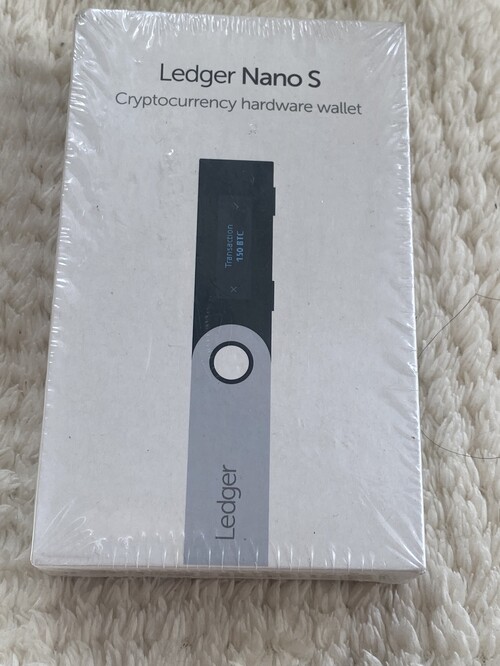 Ledger Nano S
Cryptocurrency hardware wallet
Transaction
150 BTC
Ledger